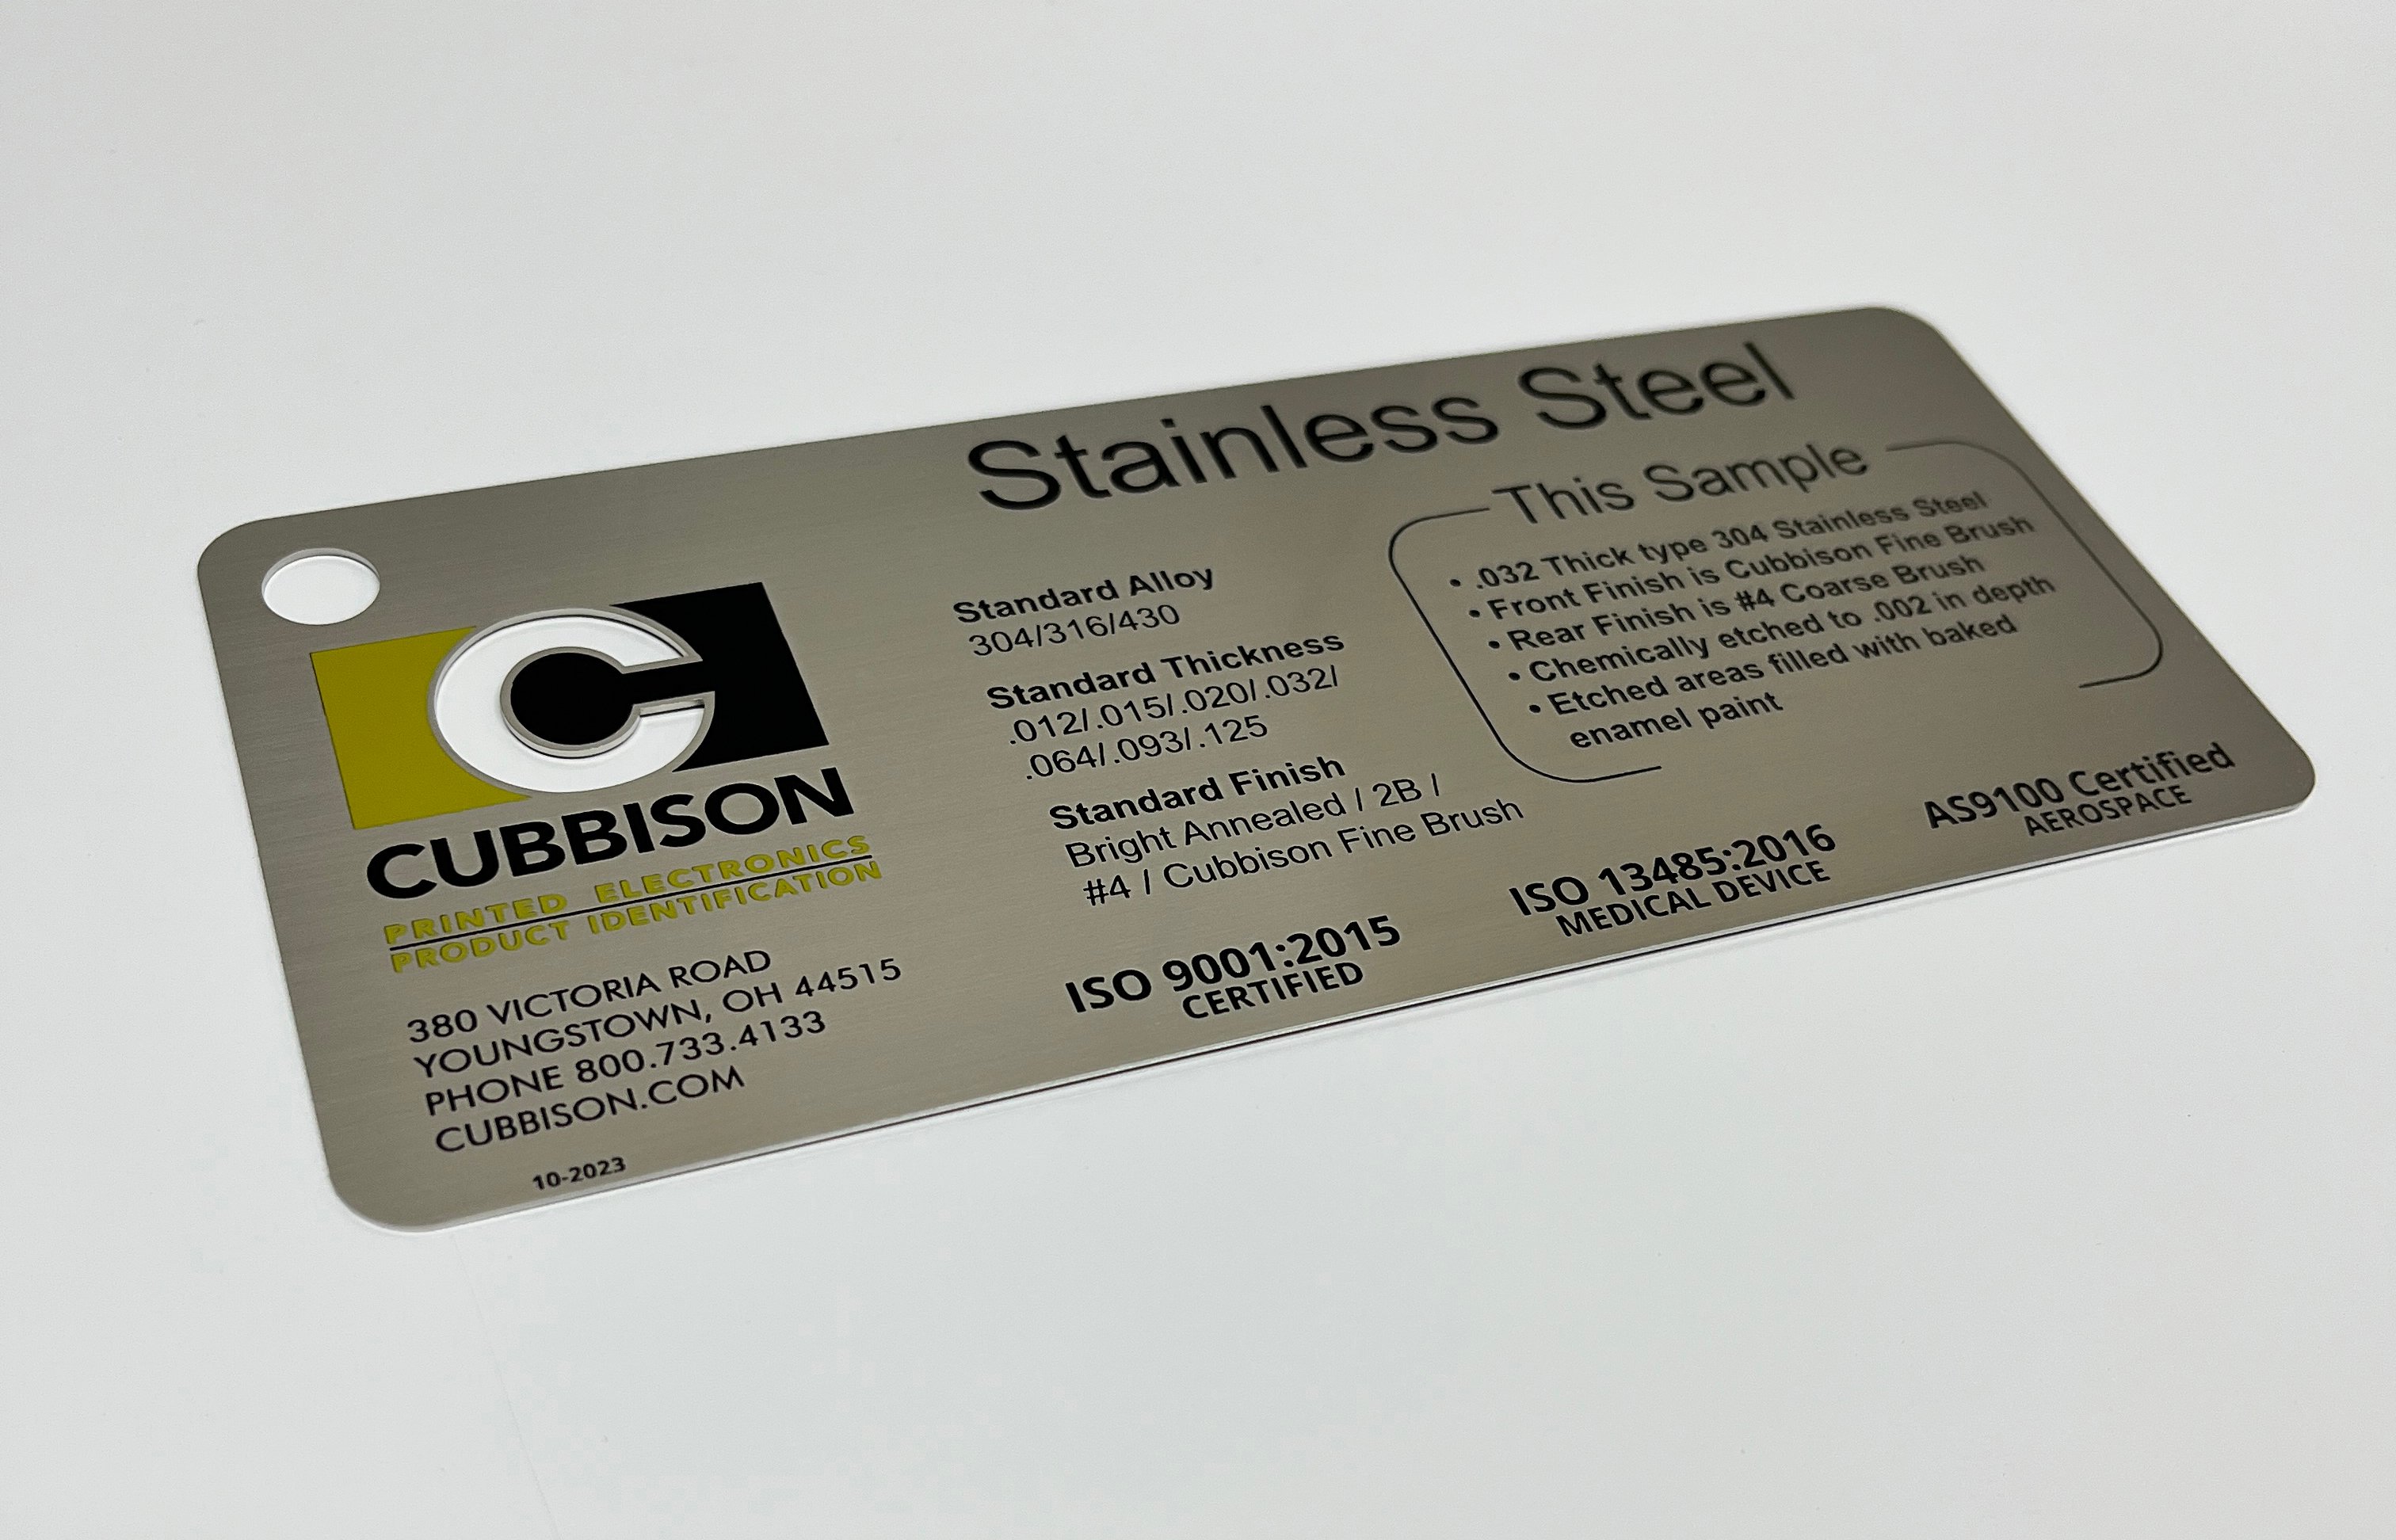 Stainless Steel
CUBBISON
PRINTED ELECTRONICS
PRODUCT IDENTIFICATION
380 VICTORIA ROAD
YOUNGSTOWN, OH 44515
PHONE 800.733.4133
CUBBISON.COM
10-2023
Standard Alloy
304/316/430
Standard Thickness
.012/.015/.020/.032/
.064/.093/.125
Standard Finish
Bright Annealed / 2B /
#4 / Cubbison Fine Brush
This Sample
• .032 Thick type 304 Stainless Steel
• Front Finish is Cubbison Fine Brush
• Rear Finish is #4 Coarse Brush
• Chemically etched to .002 in depth
• Etched areas filled with baked
enamel paint
ISO 9001:2015
CERTIFIED
ISO 13485:2016
MEDICAL DEVICE
AS9100 Certified
AEROSPACE